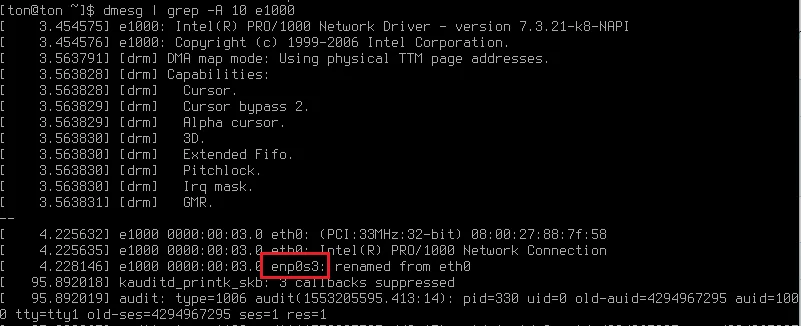 [ton@ton ~]$ dmesg | grep -A 10 e1000
[    3.454575] e1000: Intel(R) PRO/1000 Network Driver - version 7.3.21-k8-NAPI
[    3.454575] e1000: Copyright (c) 1999-2006 Intel Corporation.
[    3.563791] [drm] DMA map mode: Using physical TTM page addresses.
[    3.563828] [drm] Capabilities:
[    3.563828] [drm]   Cursor.
[    3.563828] [drm]   Cursor bypass 2.
[    3.563829] [drm]   Alpha cursor.
[    3.563830] [drm]   3D.
[    3.563830] [drm]   Extended Fifo.
[    3.563830] [drm]   Pitchlock.
[    3.563830] [drm]   Irq mask.
[    3.563831] [drm]   GMR.
--
[    4.225632] e1000 0000:00:03.0 eth0: (PCI:33MHz:32-bit) 08:00:27:88:7f:58
[    4.225635] e1000 0000:00:03.0 eth0: Intel(R) PRO/1000 Network Connection
[    4.228146] e1000 0000:00:03.0 enp0s3: renamed from eth0
[   95.892018] kauditd_printk_skb: 3 callbacks suppressed
[   95.892019] audit: type=1006 audit(1553205595.413:14): pid=330 uid=0 old-auid=4294967295 auid=100
0 tty=tty1 old-ses=4294967295 ses=1 res=1